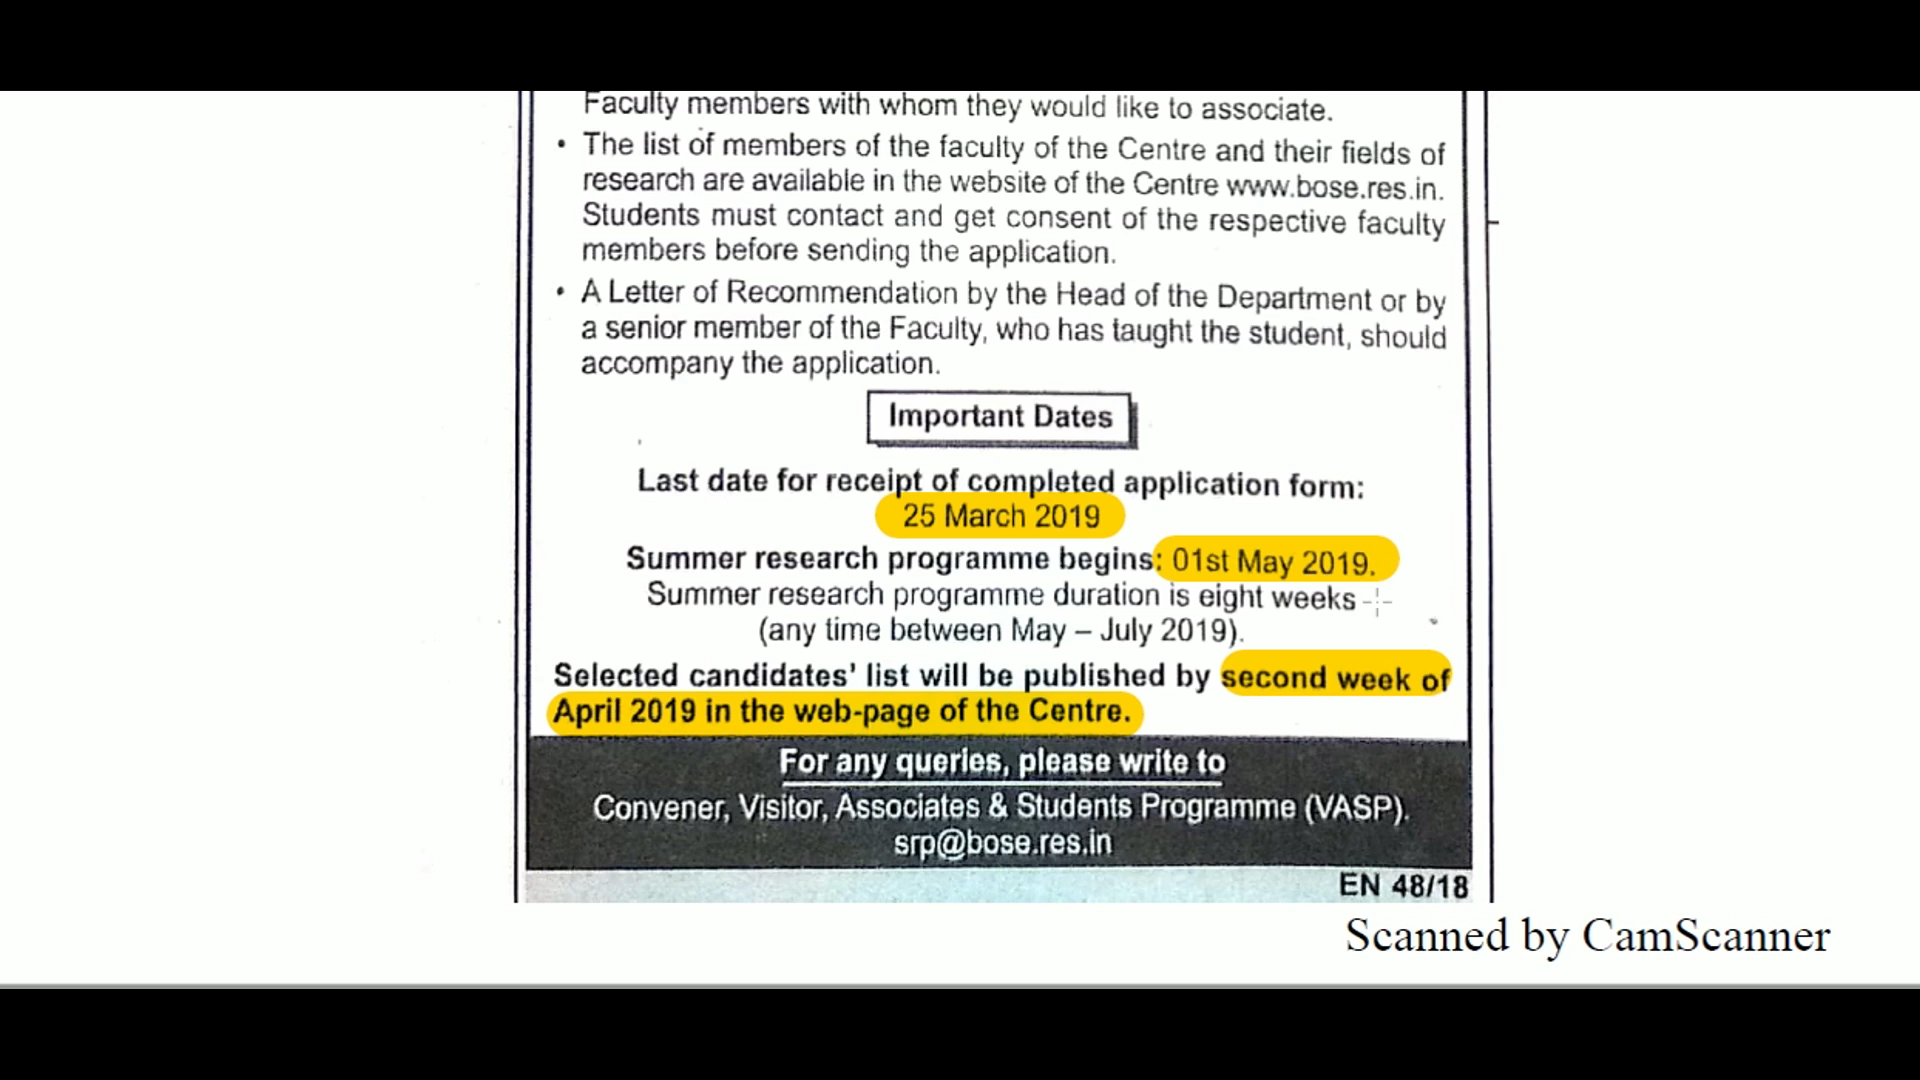 Faculty members with whom they would like to associate.
• The list of members of the faculty of the Centre and their fields of
research are available in the website of the Centre www.bose.res.in.
Students must contact and get consent of the respective faculty
members before sending the application.
• A Letter of Recommendation by the Head of the Department or by
a senior member of the Faculty, who has taught the student, should
accompany the application.
Important Dates
Last date for receipt of completed application form:
25 March 2019
Summer research programme begins: 01st May 2019.
Summer research programme duration is eight weeks
(any time between May – July 2019).
Selected candidates' list will be published by second week of
April 2019 in the web-page of the Centre.
For any queries, please write to
Convener, Visitor, Associates & Students Programme (VASP).
srp@bose.res.in
EN 48/18
Scanned by CamScanner